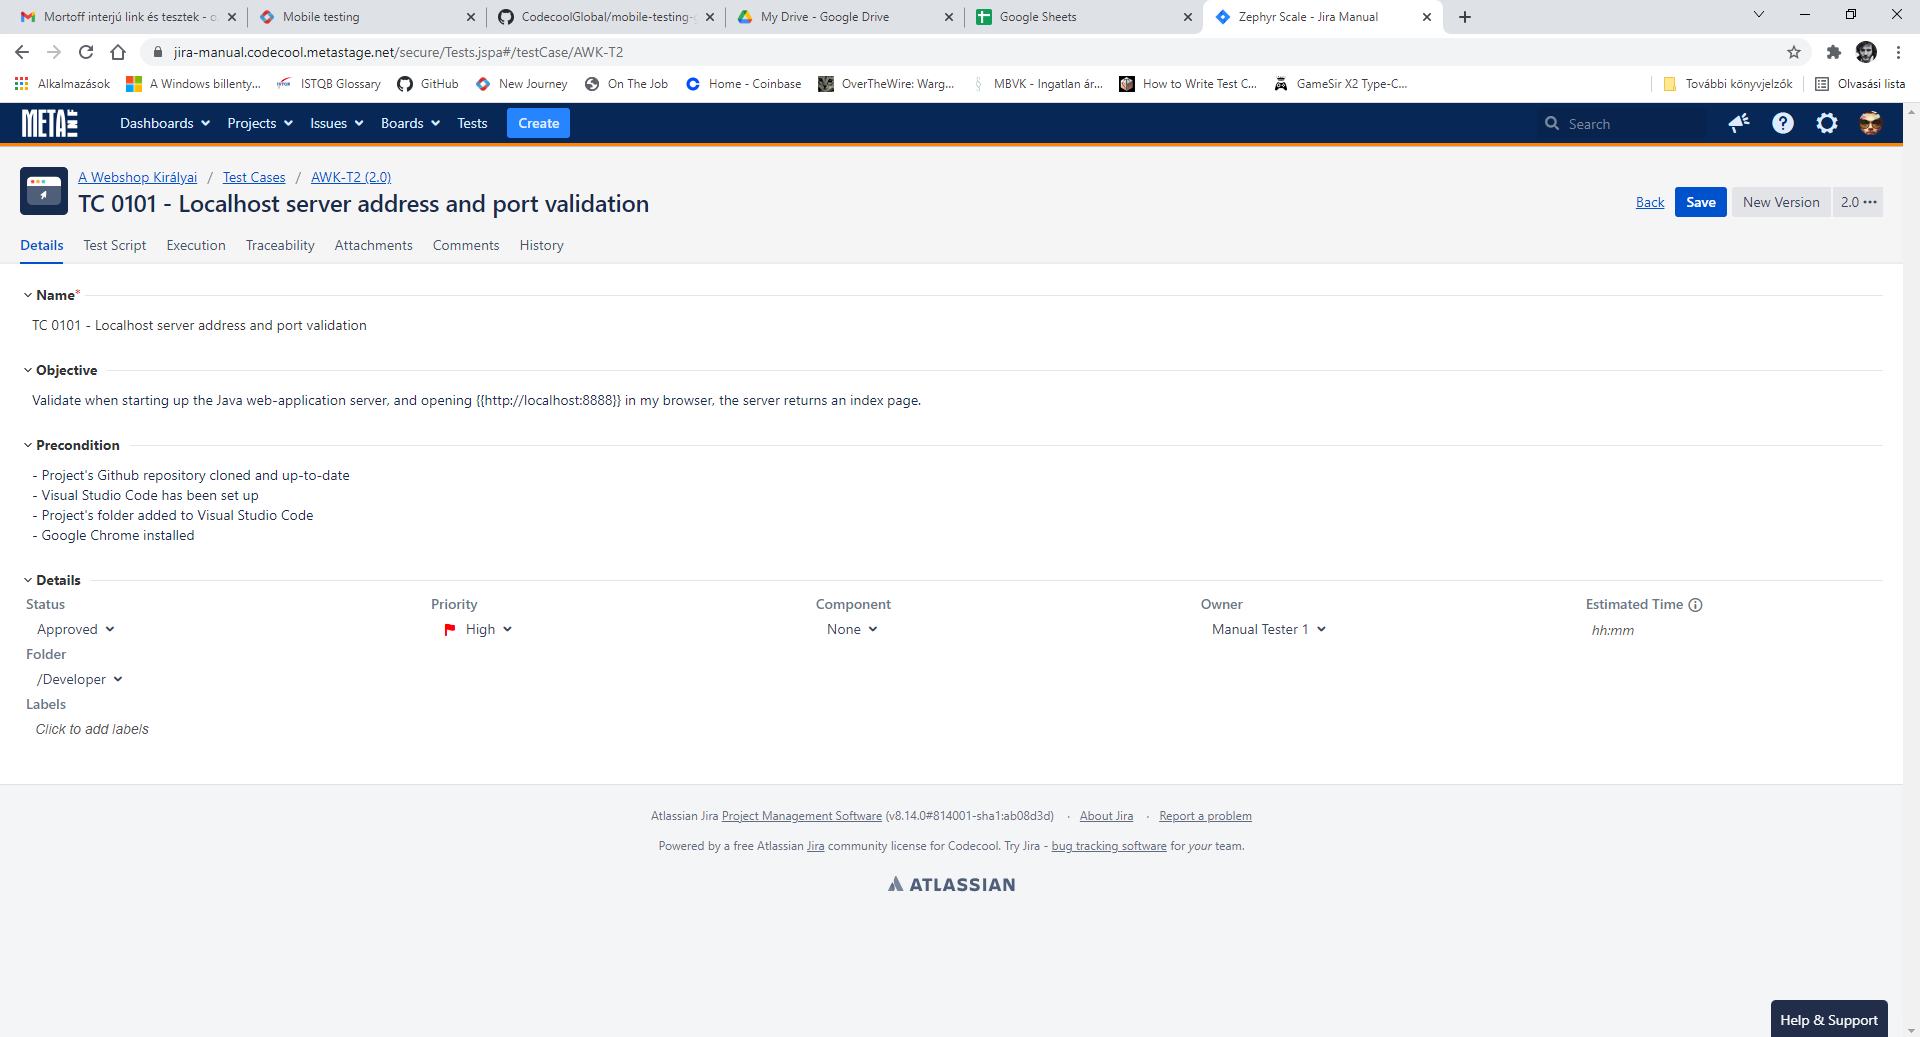 Mortoff interjú link és tesztek - o
Mobile testing
CodecoolGlobal/mobile-testing-
My Drive - Google Drive
Google Sheets
Zephyr Scale - Jira Manual
jira-manual.codecool.metastage.net/secure/Tests.jspa#/testCase/AWK-T2
Alkalmazások
A Windows billenty...
ISTQB Glossary
GitHub
New Journey
On The Job
Home - Coinbase
OverTheWire: Warg...
MBVK - Ingatlan ár...
How to Write Test C...
GameSir X2 Type-C...
További könyvjelzők
Olvasási lista
META INF
Dashboards
Projects
Issues
Boards
Tests
Create
Search
A Webshop Királyai / Test Cases / AWK-T2 (2.0)
TC 0101 - Localhost server address and port validation
Back
Save
New Version
2.0 •••
Details
Test Script
Execution
Traceability
Attachments
Comments
History
Name*
TC 0101 - Localhost server address and port validation
Objective
Validate when starting up the Java web-application server, and opening {{http://localhost:8888}} in my browser, the server returns an index page.
Precondition
- Project's Github repository cloned and up-to-date
- Visual Studio Code has been set up
- Project's folder added to Visual Studio Code
- Google Chrome installed
Details
Status
Priority
Component
Owner
Estimated Time
Approved
High
None
Manual Tester 1
hh:mm
Folder
/Developer
Labels
Click to add labels
Atlassian Jira Project Management Software (v8.14.0#814001-sha1:ab08d3d) · About Jira · Report a problem
Powered by a free Atlassian Jira community license for Codecool. Try Jira - bug tracking software for your team.
ATLASSIAN
Help & Support